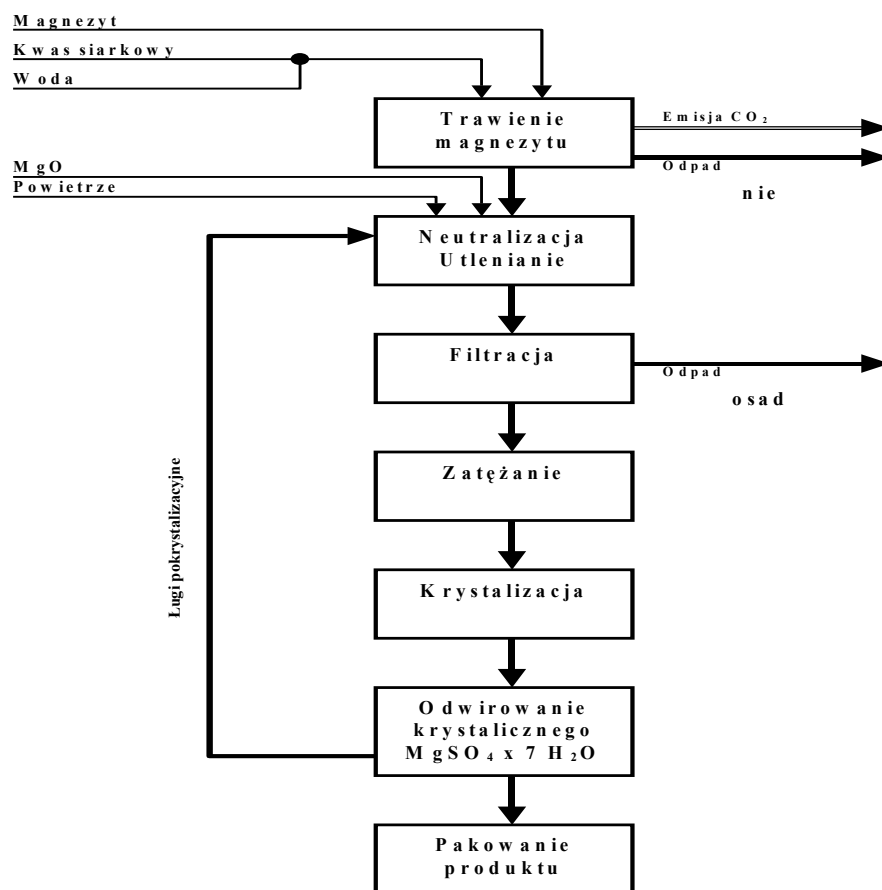 Magnezyt
Kwas siarkowy
Woda
Trawienie
magnezytu
Emisja CO₂
Odpad
nie
MgO
Powietrze
Neutralizacja
Utlenianie
Filtracja
Odpad
osad
Zatężanie
Ługi pokrystalizacyjne
Krystalizacja
Odwirowanie
krystalicznego
MgSO₄ x 7 H₂O
Pakowanie
produktu